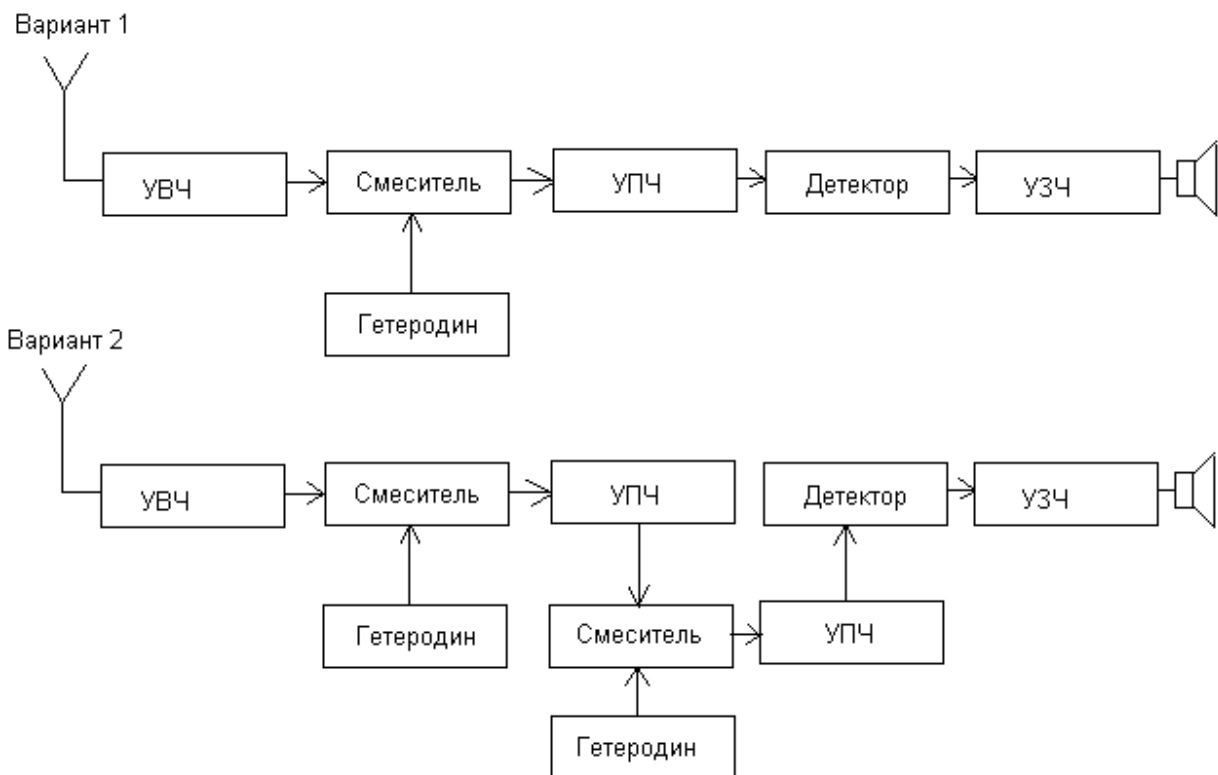 Вариант 1
УВЧ
Смеситель
УПЧ
Детектор
УЗЧ
Гетеродин
Вариант 2
УВЧ
Смеситель
УПЧ
Детектор
УЗЧ
Гетеродин
Смеситель
УПЧ
Гетеродин